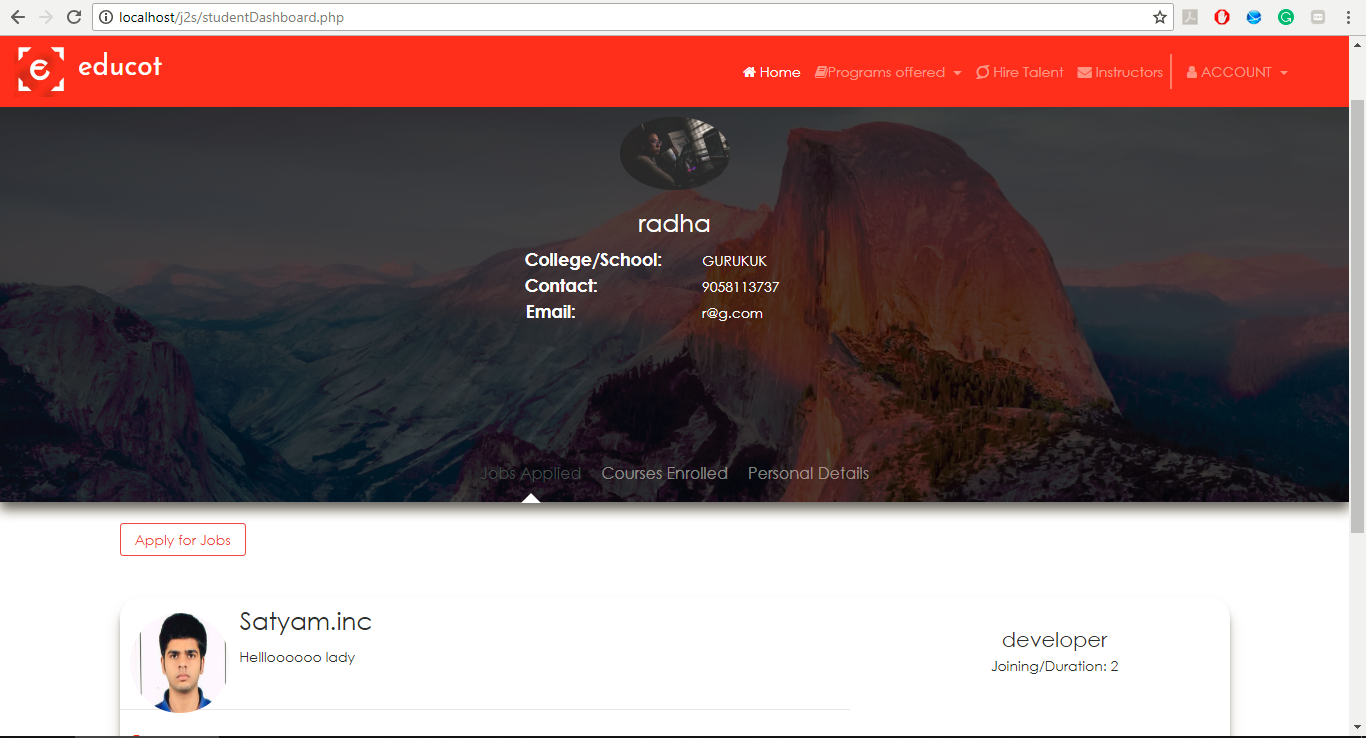 localhost/j2s/studentDashboard.php
e educot
Home Programs offered Hire Talent Instructors ACCOUNT
radha
College/School: GURUKUK
Contact: 9058113737
Email: r@g.com
Jobs Applied Courses Enrolled Personal Details
Apply for Jobs
Satyam.inc
developer
Hellloooooo lady
Joining/Duration: 2